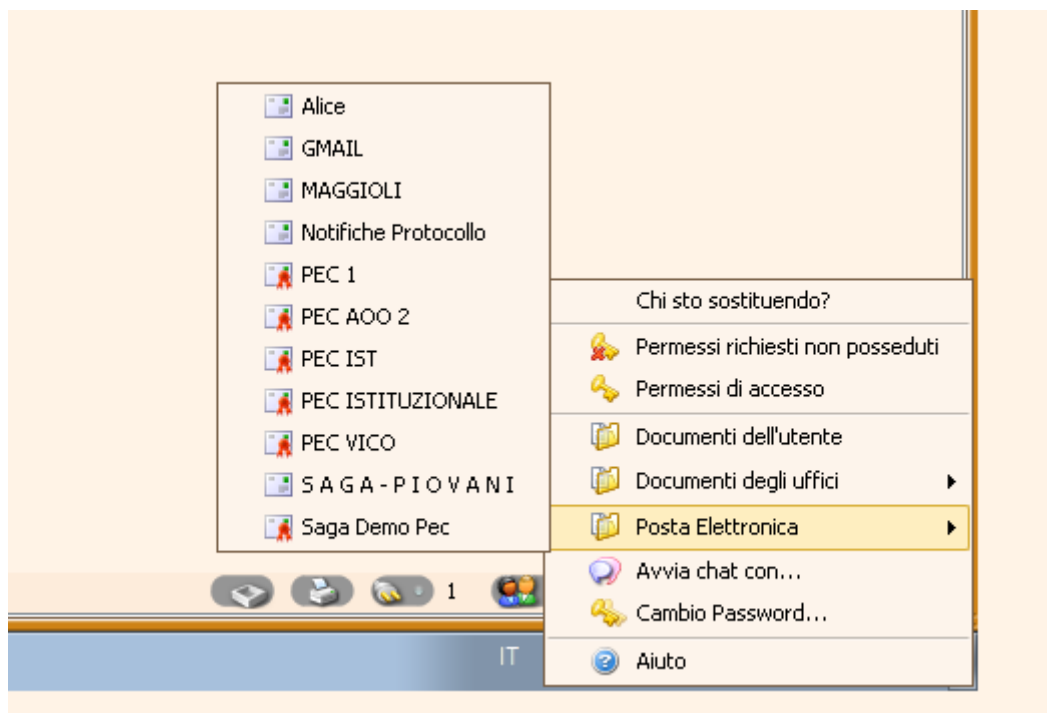 Alice
GMAIL
MAGGIOLI
Notifiche Protocollo
PEC 1
PEC AOO 2
PEC IST
PEC ISTITUZIONALE
PEC VICO
S A G A - P I O V A N I
Saga Demo Pec
Chi sto sostituendo?
Permessi richiesti non posseduti
Permessi di accesso
Documenti dell'utente
Documenti degli uffici
Posta Elettronica
Avvia chat con...
Cambio Password...
Aiuto
1
IT